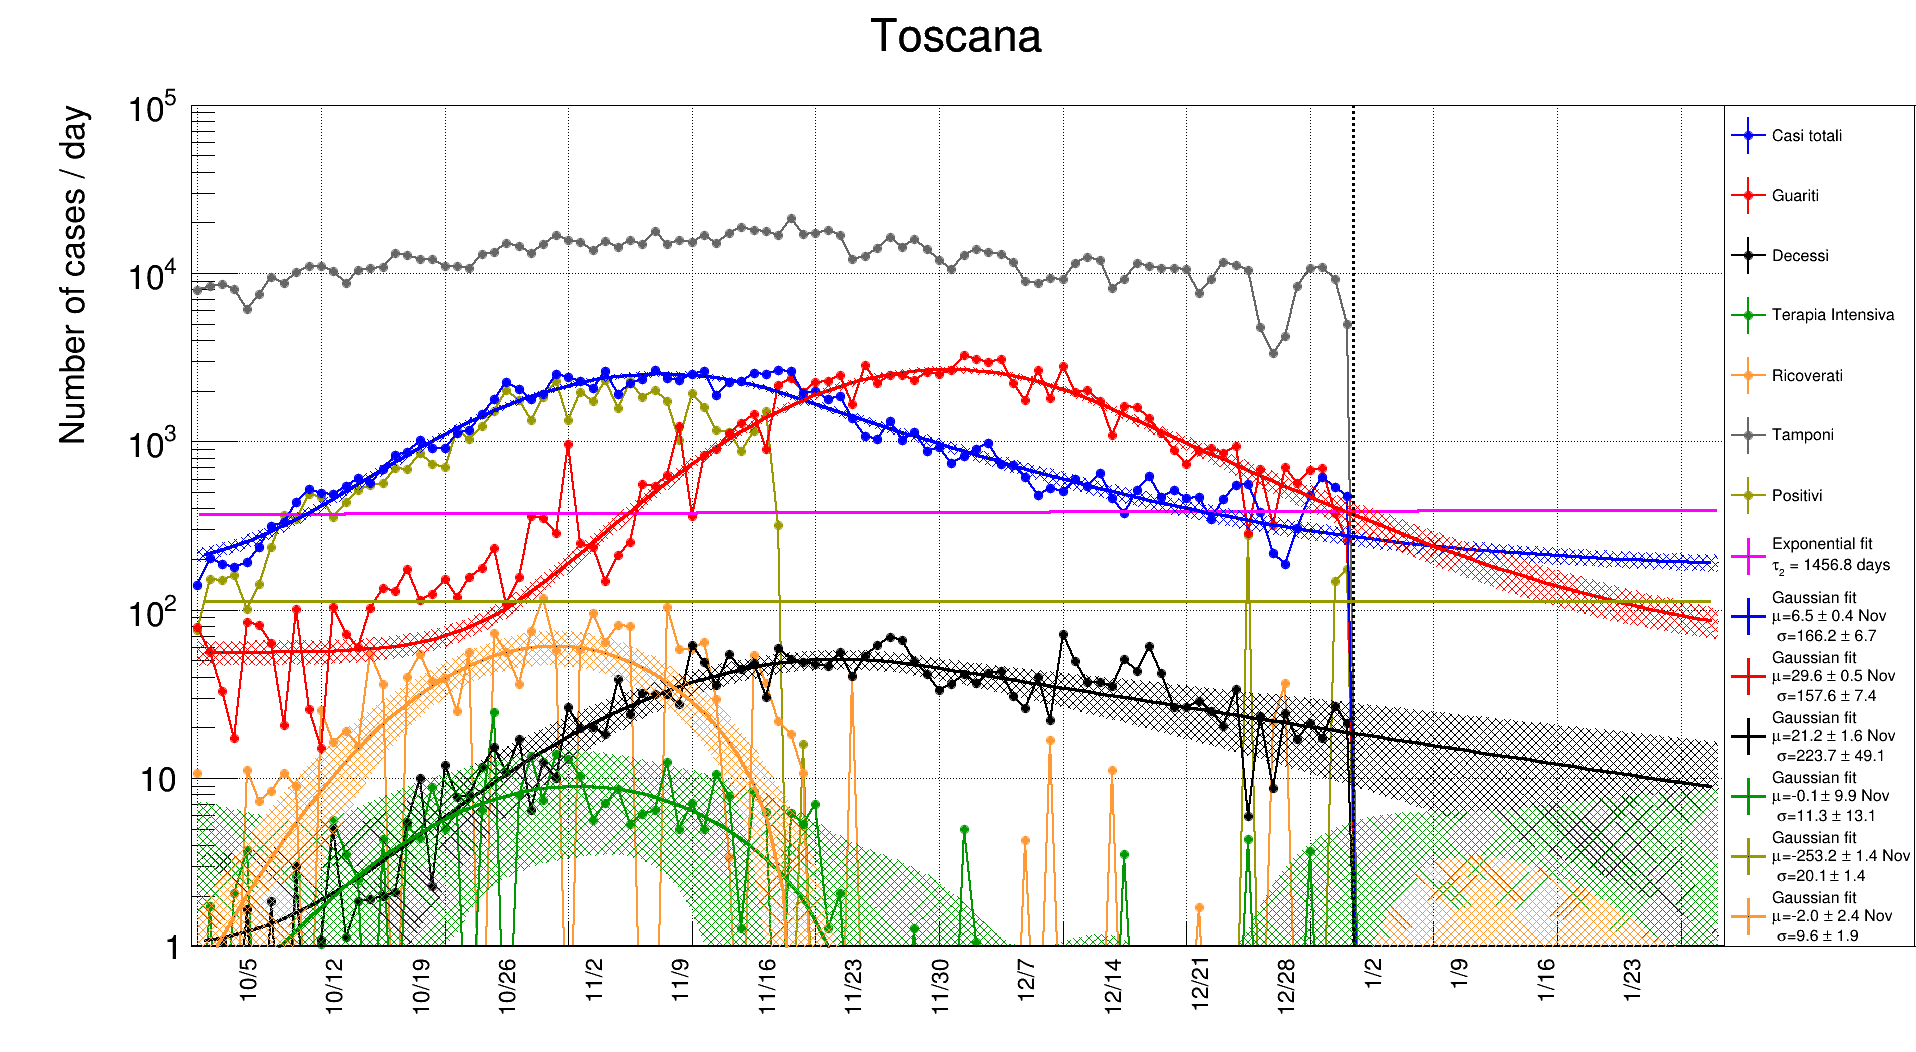 Toscana
Number of cases / day
10^5
10^4
10^3
10^2
10
1
10/5
10/12
10/19
10/26
11/2
11/9
11/16
11/23
11/30
12/7
12/14
12/21
12/28
1/2
1/9
1/16
1/23
Casi totali
Guariti
Decessi
Terapia Intensiva
Ricoverati
Tamponi
Positivi
Exponential fit
τ₂ = 1456.8 days
Gaussian fit
μ=6.5 ± 0.4 Nov
σ=166.2 ± 6.7
Gaussian fit
μ=29.6 ± 0.5 Nov
σ=157.6 ± 7.4
Gaussian fit
μ=21.2 ± 1.6 Nov
σ=223.7 ± 49.1
Gaussian fit
μ=-0.1 ± 9.9 Nov
σ=11.3 ± 13.1
Gaussian fit
μ=-253.2 ± 1.4 Nov
σ=20.1 ± 1.4
Gaussian fit
μ=-2.0 ± 2.4 Nov
σ=9.6 ± 1.9